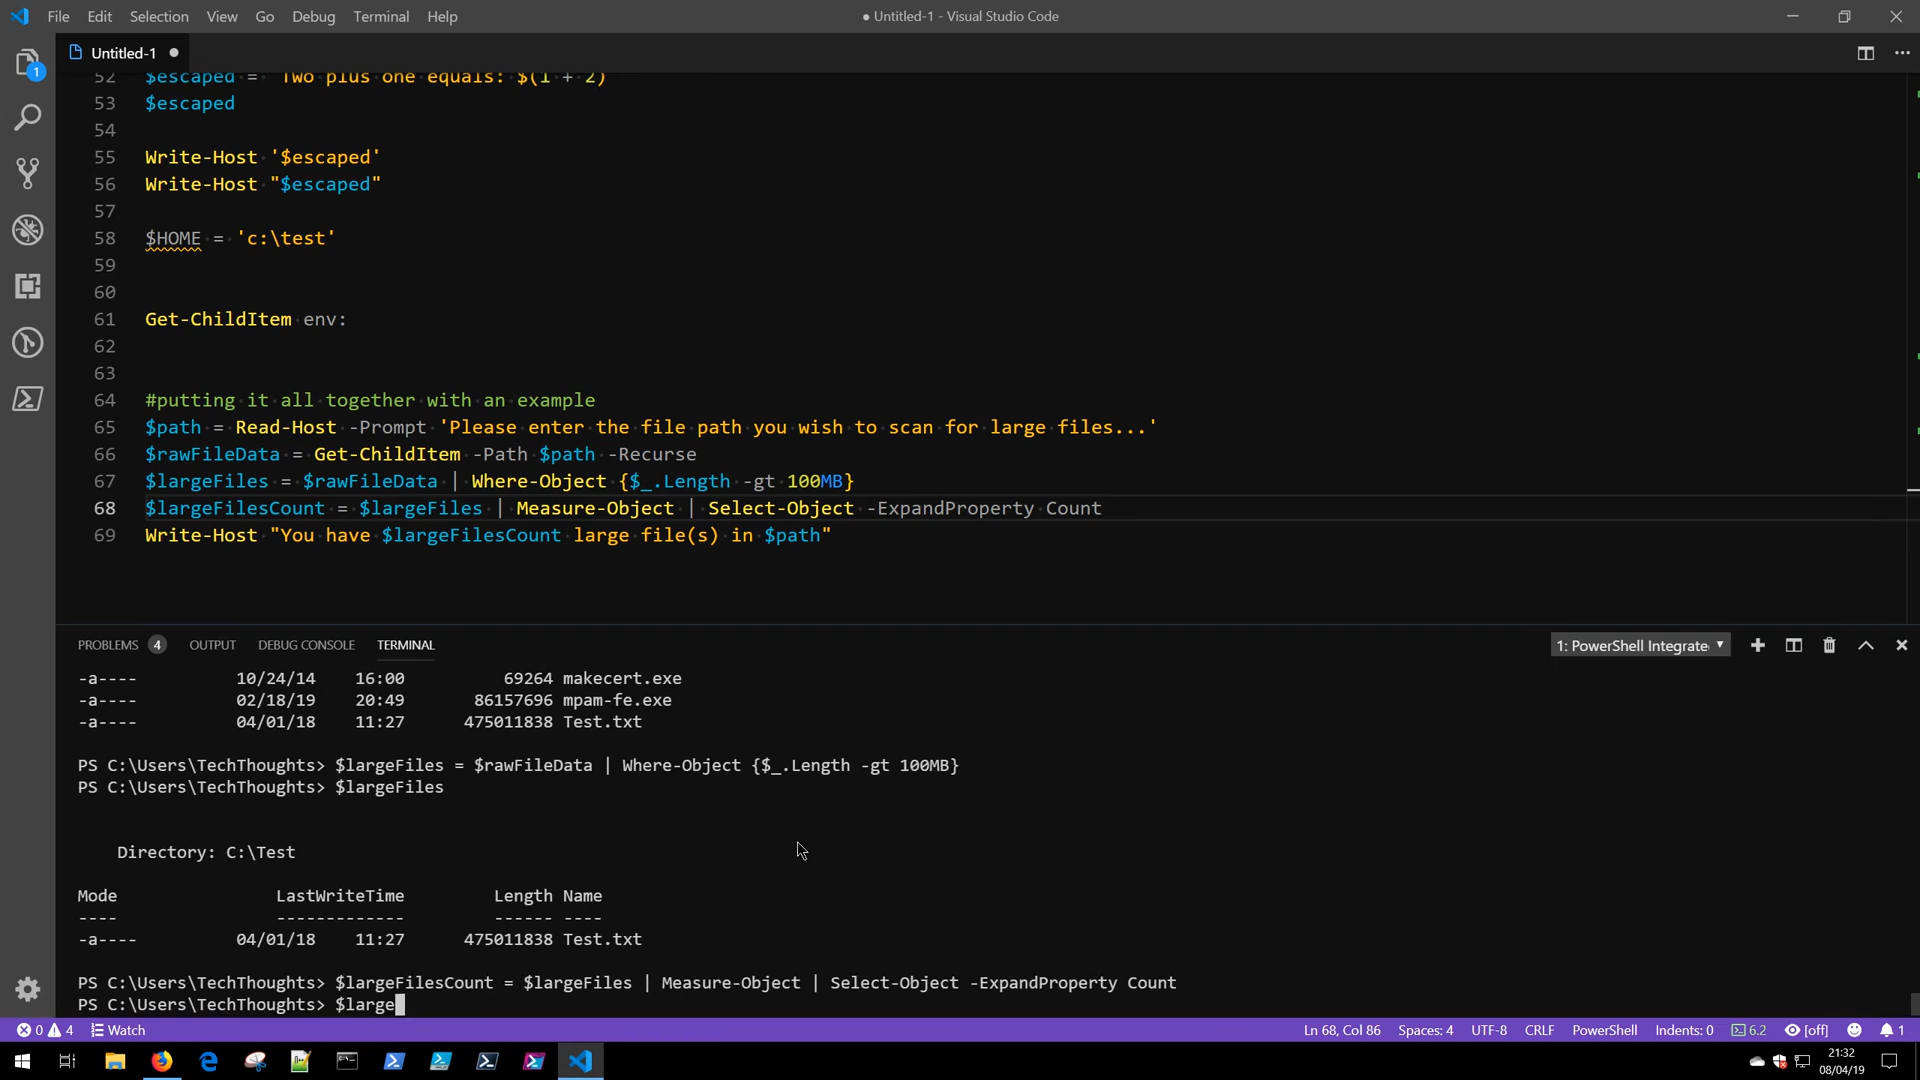 File Edit Selection View Go Debug Terminal Help
● Untitled-1 - Visual Studio Code
Untitled-1 ●
1
52 $escaped = "Two plus one equals: $(1 + 2)
53 $escaped
54
55 Write-Host '$escaped'
56 Write-Host "$escaped"
57
58 $HOME = 'c:\test'
59
60
61 Get-ChildItem env:
62
63
64 #putting it all together with an example
65 $path = Read-Host -Prompt 'Please enter the file path you wish to scan for large files...'
66 $rawFileData = Get-ChildItem -Path $path -Recurse
67 $largeFiles = $rawFileData | Where-Object {$_.Length -gt 100MB}
68 $largeFilesCount = $largeFiles | Measure-Object | Select-Object -ExpandProperty Count
69 Write-Host "You have $largeFilesCount large file(s) in $path"
PROBLEMS 4 OUTPUT DEBUG CONSOLE TERMINAL 1: PowerShell Integrate
-a---- 10/24/14 16:00 69264 makecert.exe
-a---- 02/18/19 20:49 86157696 mpam-fe.exe
-a---- 04/01/18 11:27 475011838 Test.txt
PS C:\Users\TechThoughts> $largeFiles = $rawFileData | Where-Object {$_.Length -gt 100MB}
PS C:\Users\TechThoughts> $largeFiles
Directory: C:\Test
Mode LastWriteTime Length Name
---- ------------- ------ ----
-a---- 04/01/18 11:27 475011838 Test.txt
PS C:\Users\TechThoughts> $largeFilesCount = $largeFiles | Measure-Object | Select-Object -ExpandProperty Count
PS C:\Users\TechThoughts> $large
0 4 Watch Ln 68, Col 86 Spaces: 4 UTF-8 CRLF PowerShell Indents: 0 6.2 [off] 1
21:32
08/04/19